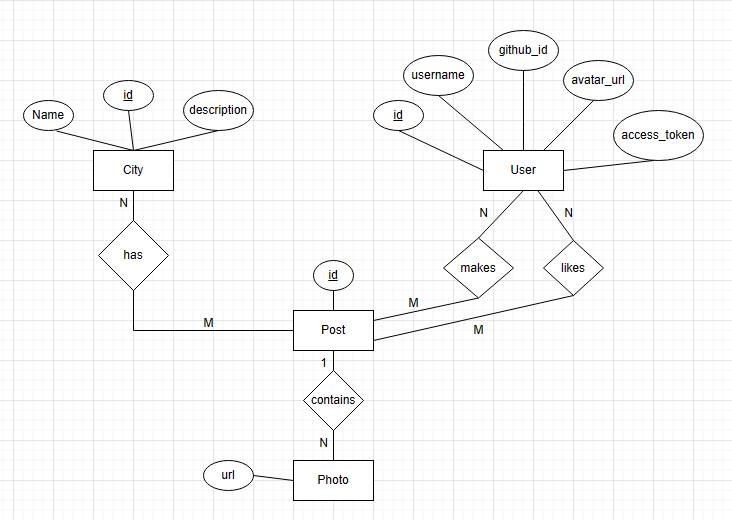 github_id
username
avatar_url
id
description
Name
id
access_token
City
User
N
N
N
has
makes
likes
id
M
M
Post
M
1
contains
N
url
Photo